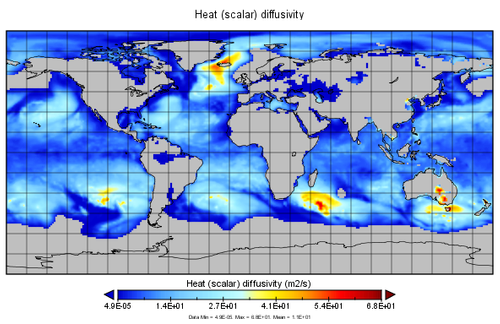 Heat (scalar) diffusivity
Heat (scalar) diffusivity (m2/s)
4.9E-05 1.4E+01 2.7E+01 4.1E+01 5.4E+01 6.8E+01
Data Min = 4.9E-05, Max = 8.8E+01, Mean = 1.1E+01